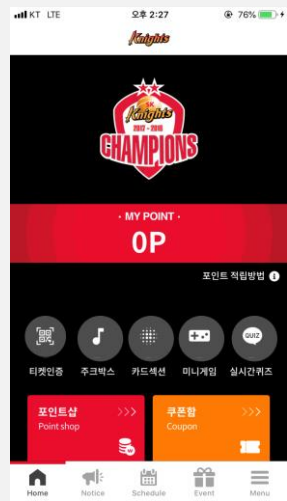 KT LTE 오후 2:27 76%
Knights
SK
Knights
2017 - 2018
CHAMPIONS
· MY POINT ·
0P
포인트 적립방법 i
QUIZ
티켓인증 주크박스 카드섹션 미니게임 실시간퀴즈
포인트샵 >>> 쿠폰함 >>>
Point shop Coupon
W
Home Notice Schedule Event Menu